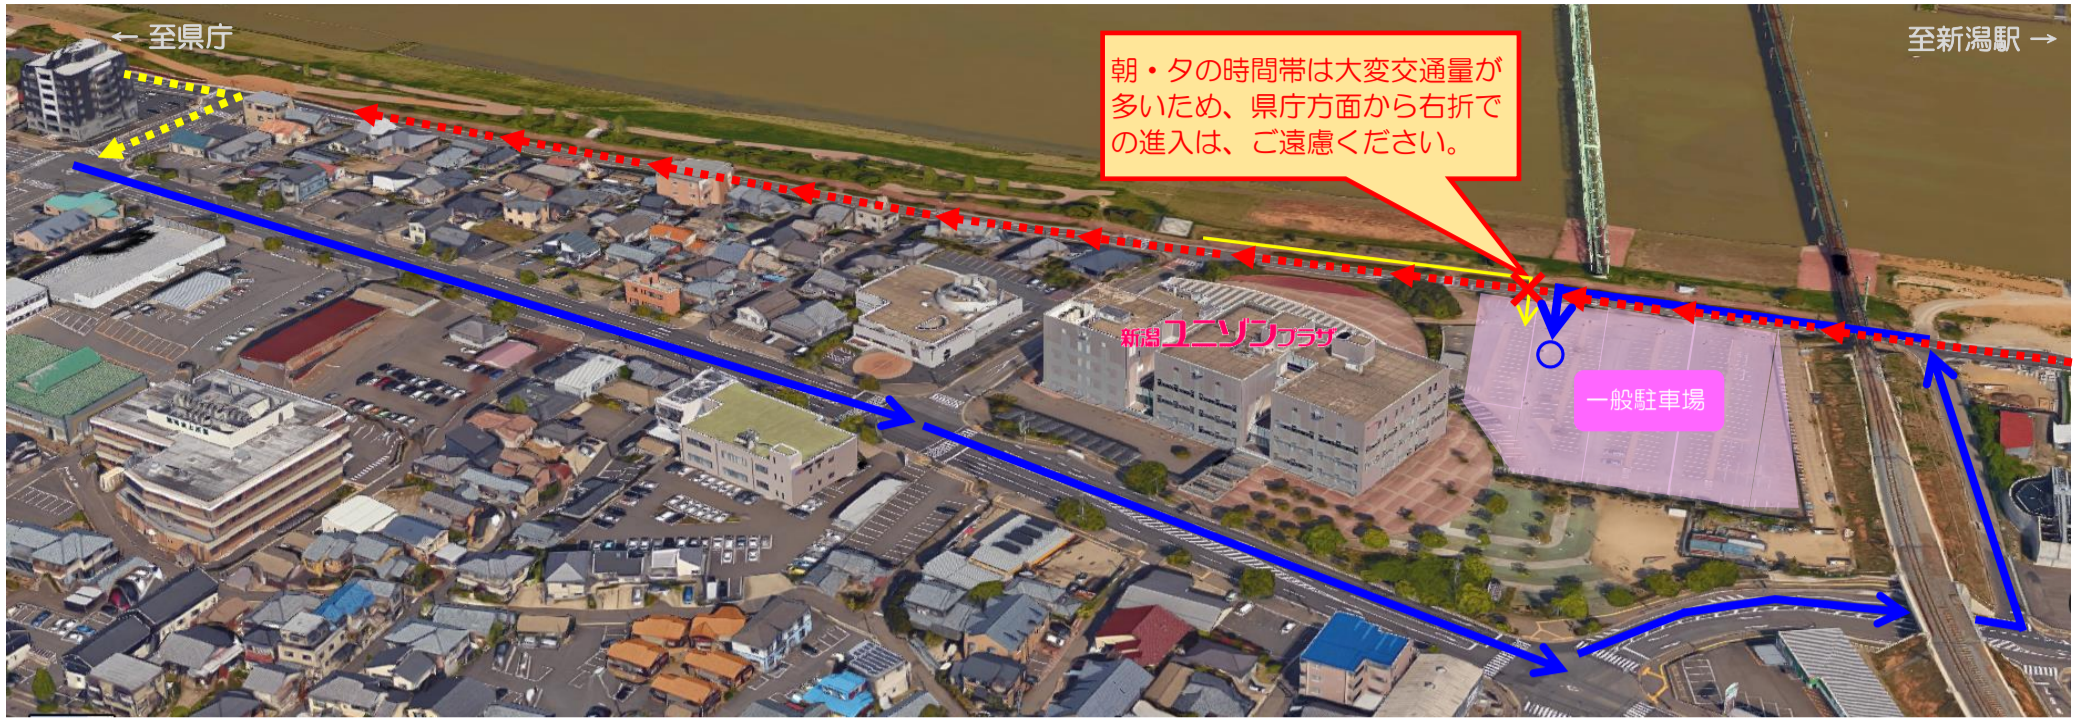 ← 至県庁
至新潟駅 →
朝・夕の時間帯は大変交通量が
多いため、県庁方面から右折で
の進入は、ご遠慮ください。
新潟ユニゾンプラザ
一般駐車場